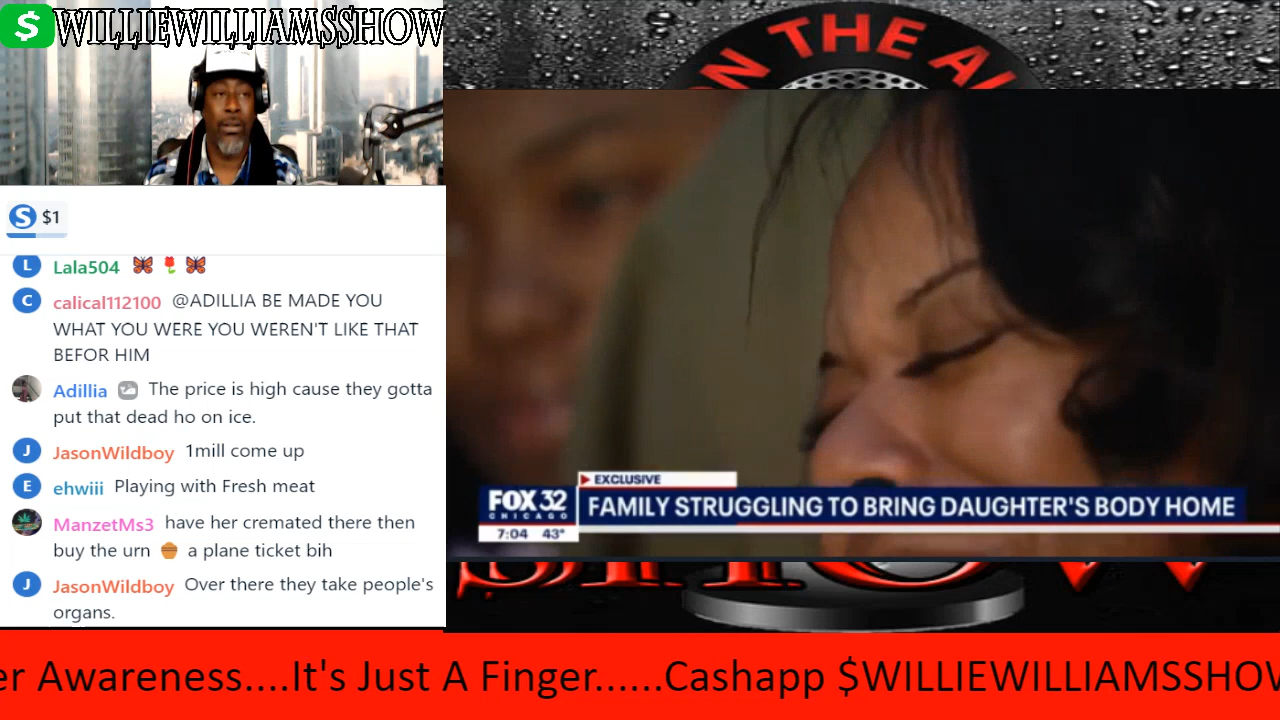 $ WILLIEWILLIAMSSHOW
ON THE AI
S $1
L Lala504
C calical112100 @ADILLIA BE MADE YOU
WHAT YOU WERE YOU WEREN'T LIKE THAT
BEFOR HIM
Adillia The price is high cause they gotta
put that dead ho on ice.
J JasonWildboy 1mill come up
E ehwiii Playing with Fresh meat
ManzetMs3 have her cremated there then
buy the urn a plane ticket bih
J JasonWildboy Over there they take people's
organs.
EXCLUSIVE
FOX 32
CHICAGO
FAMILY STRUGGLING TO BRING DAUGHTER'S BODY HOME
7:04 43°
SHOW
er Awareness....It's Just A Finger......Cashapp $WILLIEWILLIAMSSHOW